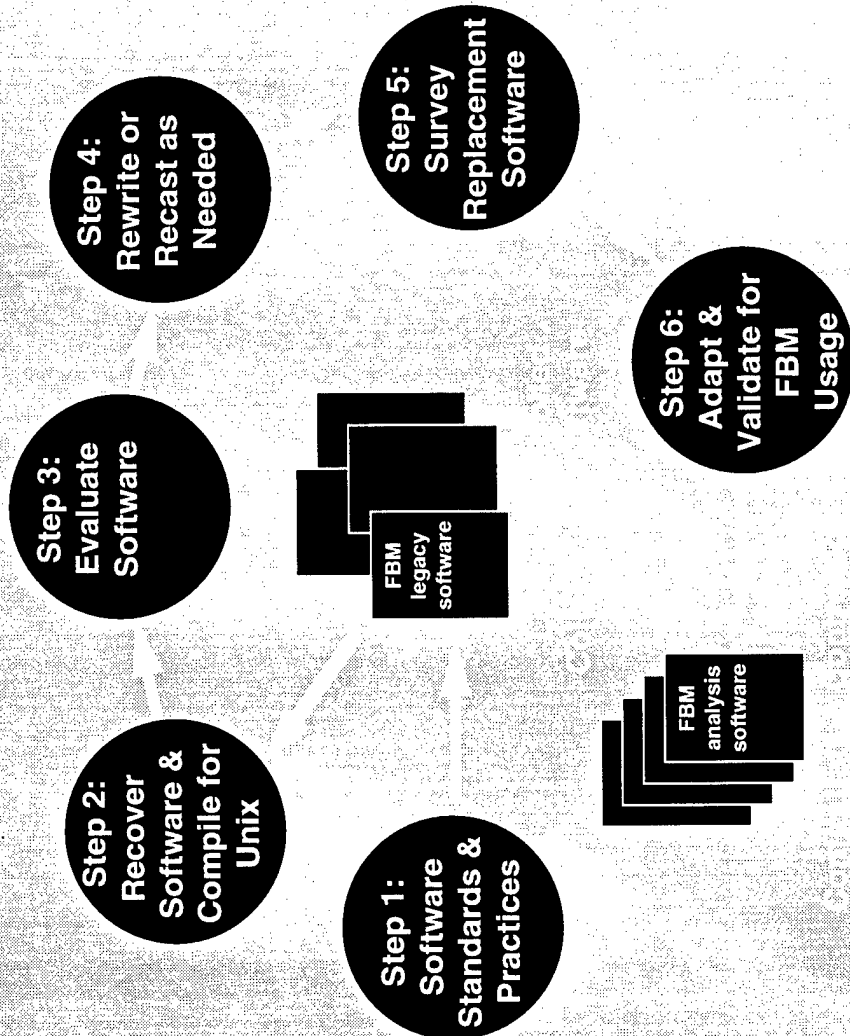 Step 1:
Software
Standards &
Practices
Step 2:
Recover
Software &
Compile for
Unix
Step 3:
Evaluate
Software
Step 4:
Rewrite or
Recast as
Needed
Step 5:
Survey
Replacement
Software
Step 6:
Adapt &
Validate for
FBM
Usage
FBM
legacy
software
FBM
analysis
software